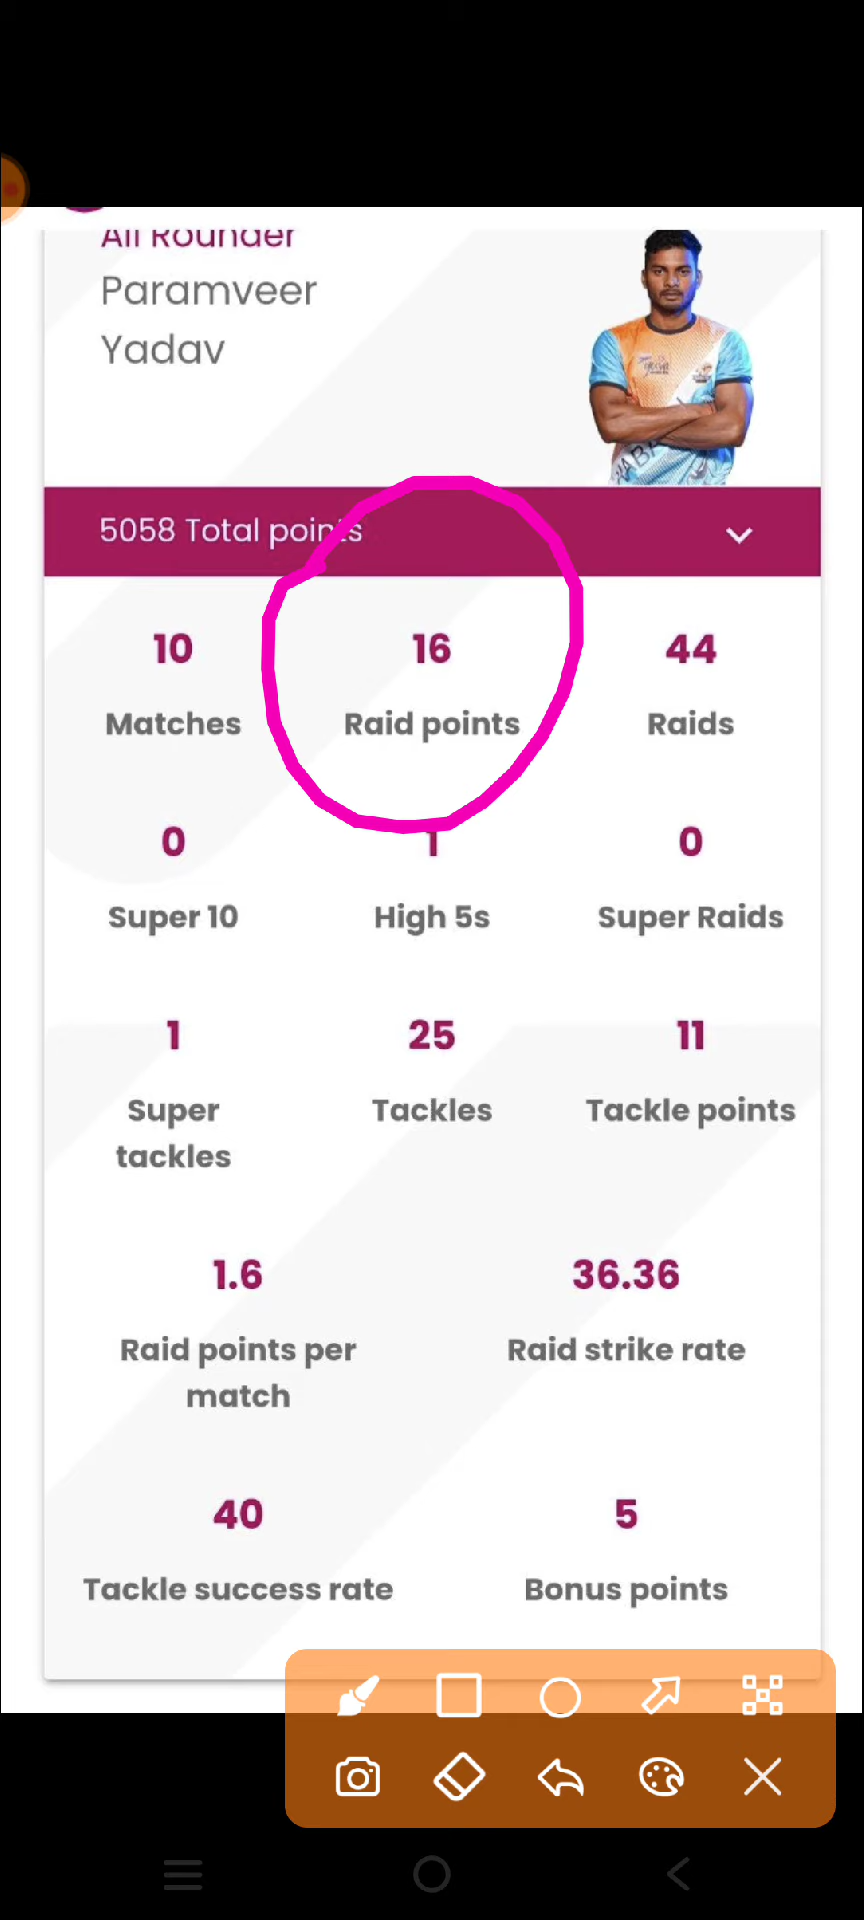 All Rounder
Paramveer
Yadav
5058 Total points
10
16
44
Matches
Raid points
Raids
0
1
0
Super 10
High 5s
Super Raids
1
25
11
Super
tackles
Tackles
Tackle points
1.6
36.36
Raid points per
match
Raid strike rate
40
5
Tackle success rate
Bonus points